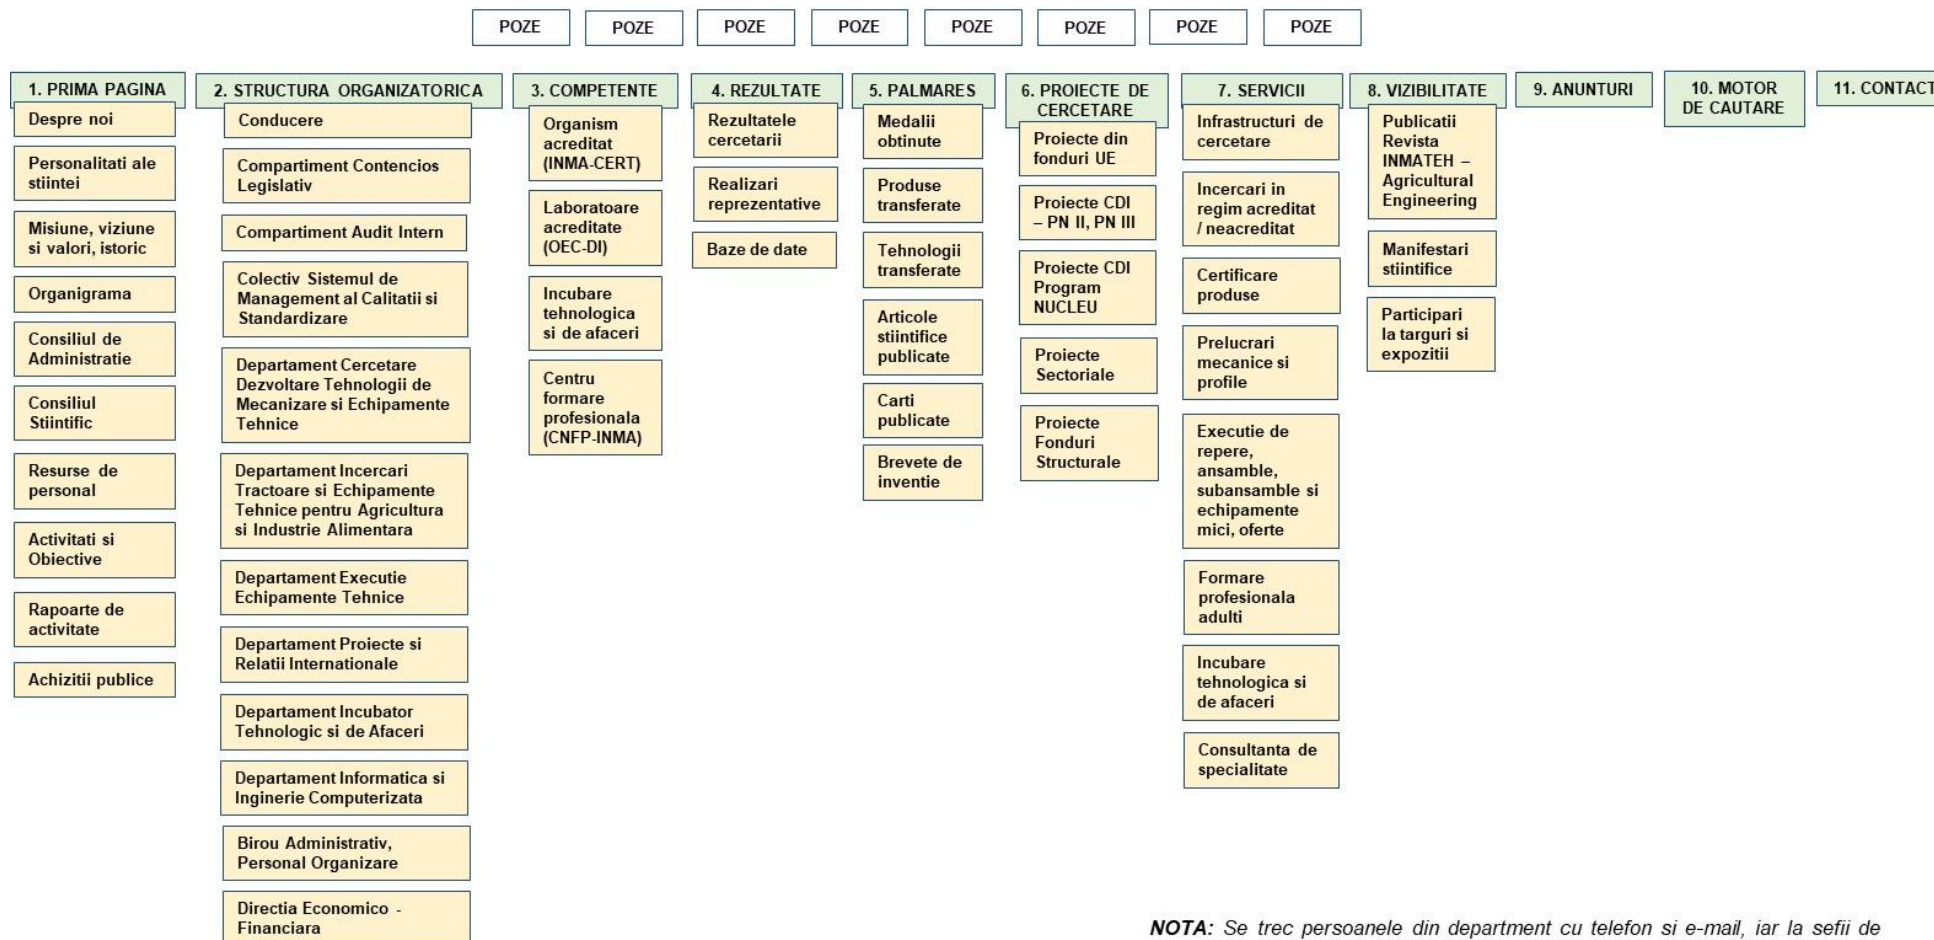 POZE
POZE
POZE
POZE
POZE
POZE
POZE
POZE
1. PRIMA PAGINA
Despre noi
Personalitati ale
stiintei
Misiune, viziune
si valori, istoric
Organigrama
Consiliul de
Administratie
Consiliul
Stiintific
Resurse de
personal
Activitati si
Obiective
Rapoarte de
activitate
Achizitii publice
2. STRUCTURA ORGANIZATORICA
Conducere
Compartiment Contencios
Legislativ
Compartiment Audit Intern
Colectiv Sistemul de
Management al Calitatii si
Standardizare
Departament Cercetare
Dezvoltare Tehnologii de
Mecanizare si Echipamente
Tehnice
Departament Incercari
Tractoare si Echipamente
Tehnice pentru Agricultura
si Industrie Alimentara
Departament Executie
Echipamente Tehnice
Departament Proiecte si
Relatii Internationale
Departament Incubator
Tehnologic si de Afaceri
Departament Informatica si
Inginerie Computerizata
Birou Administrativ,
Personal Organizare
Directia Economico -
Financiara
3. COMPETENTE
Organism
acreditat
(INMA-CERT)
Laboratoare
acreditate
(OEC-DI)
Incubare
tehnologica
si de afaceri
Centru
formare
profesionala
(CNFP-INMA)
4. REZULTATE
Rezultatele
cercetarii
Realizari
reprezentative
Baze de date
5. PALMARES
Medalii
obtinute
Produse
transferate
Tehnologii
transferate
Articole
stiintifice
publicate
Carti
publicate
Brevete de
inventie
6. PROIECTE DE
CERCETARE
Proiecte din
fonduri UE
Proiecte CDI
– PN II, PN III
Proiecte CDI
Program
NUCLEU
Proiecte
Sectoriale
Proiecte
Fonduri
Structurale
7. SERVICII
Infrastructuri de
cercetare
Incercari in
regim acreditat
/ neacreditat
Certificare
produse
Prelucrari
mecanice si
profile
Executie de
repere,
ansamble,
subansamble si
echipamente
mici, oferte
Formare
profesionala
adulti
Incubare
tehnologica si
de afaceri
Consultanta de
specialitate
8. VIZIBILITATE
Publicatii
Revista
INMATEH –
Agricultural
Engineering
Manifestari
stiintifice
Participari
la targuri si
expozitii
9. ANUNTURI
10. MOTOR
DE CAUTARE
11. CONTACT
NOTA: Se trec persoanele din department cu telefon si e-mail, iar la sefii de